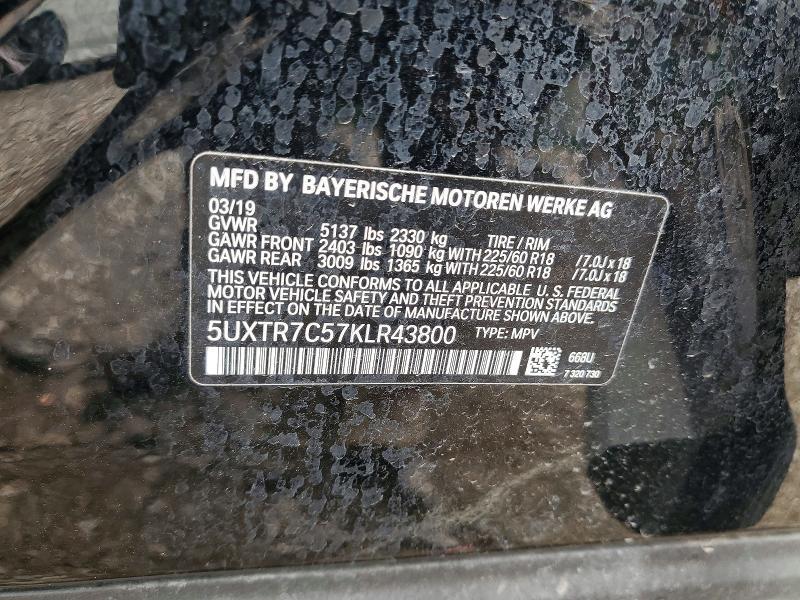 MFD BY BAYERISCHE MOTOREN WERKE AG
03/19
GVWR 5137 lbs 2330 kg TIRE / RIM
GAWR FRONT 2403 lbs 1090 kg WITH 225/60 R18 /7.0J x 18
GAWR REAR 3009 lbs 1365 kg WITH 225/60 R18 /7.0J x 18
THIS VEHICLE CONFORMS TO ALL APPLICABLE U. S. FEDERAL
MOTOR VEHICLE SAFETY AND THEFT PREVENTION STANDARDS
IN EFFECT ON THE DATE OF MANUFACTURE SHOWN ABOVE
5UXTR7C57KLR43800 TYPE: MPV
668U
7 320 730